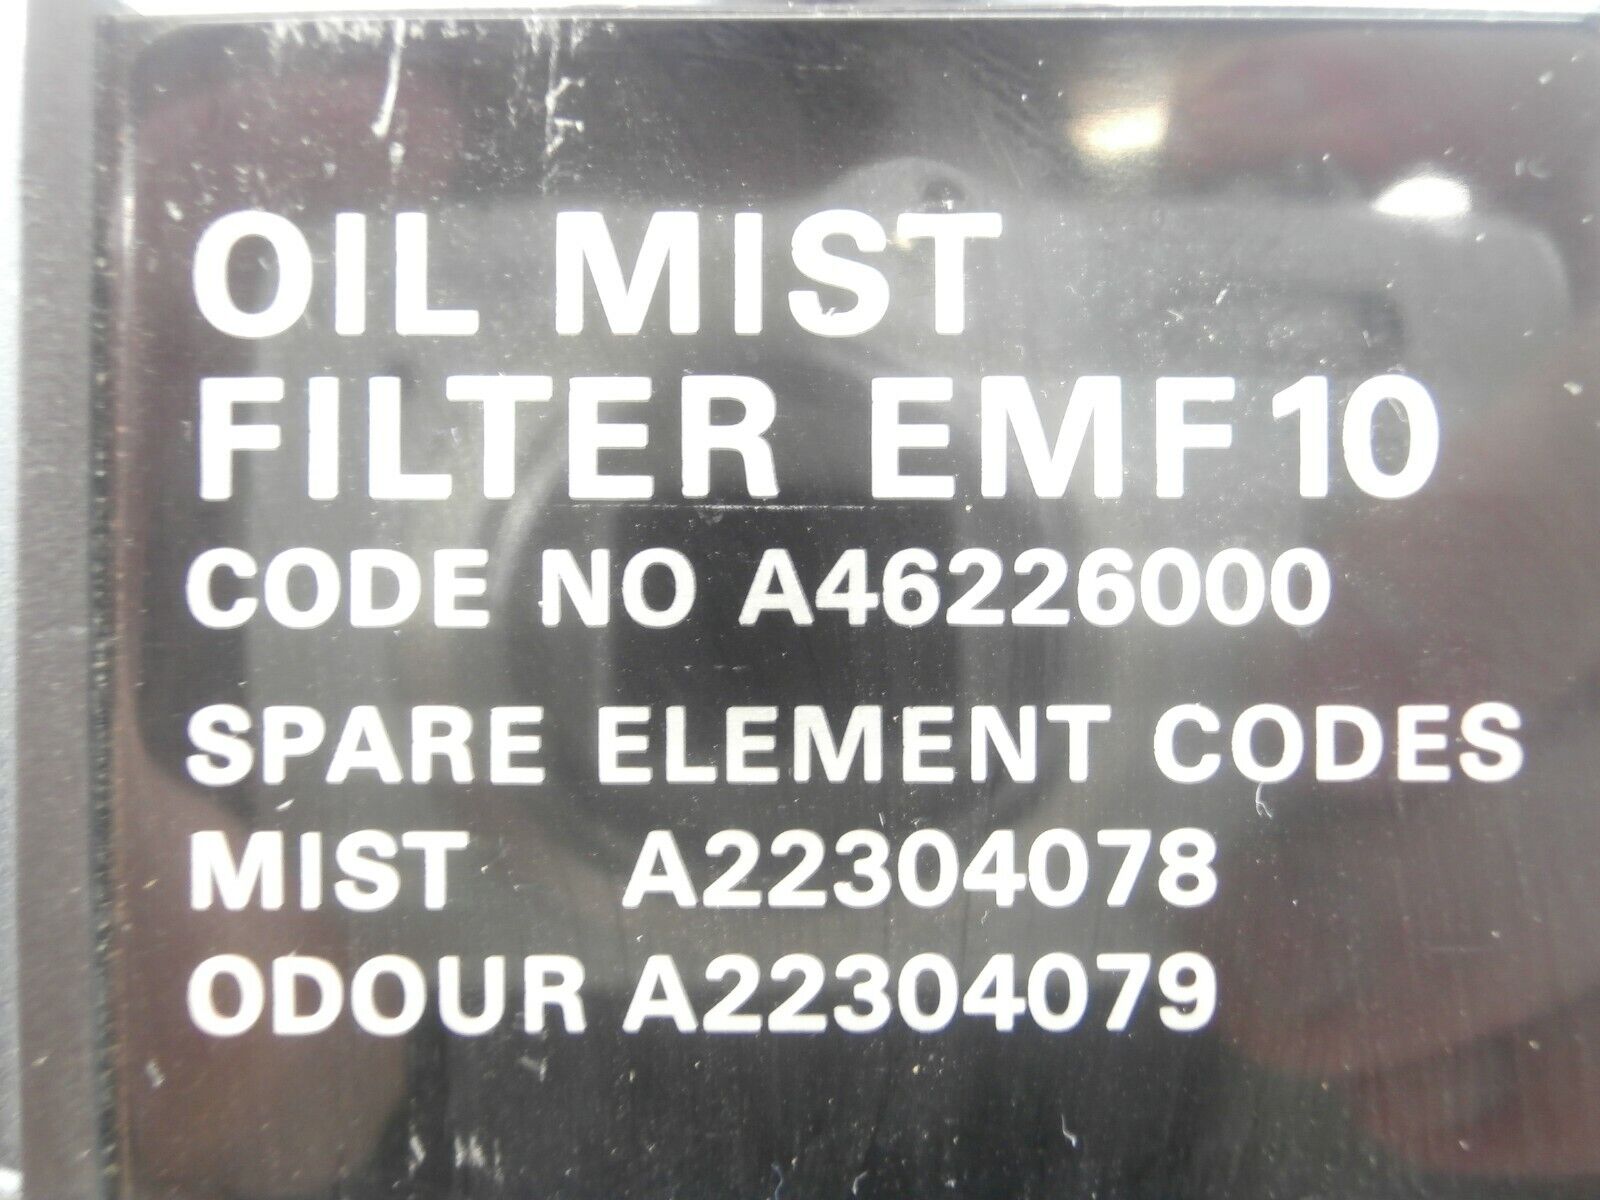 OIL MIST
FILTER EMF10
CODE NO A46226000
SPARE ELEMENT CODES
MIST A22304078
ODOUR A22304079